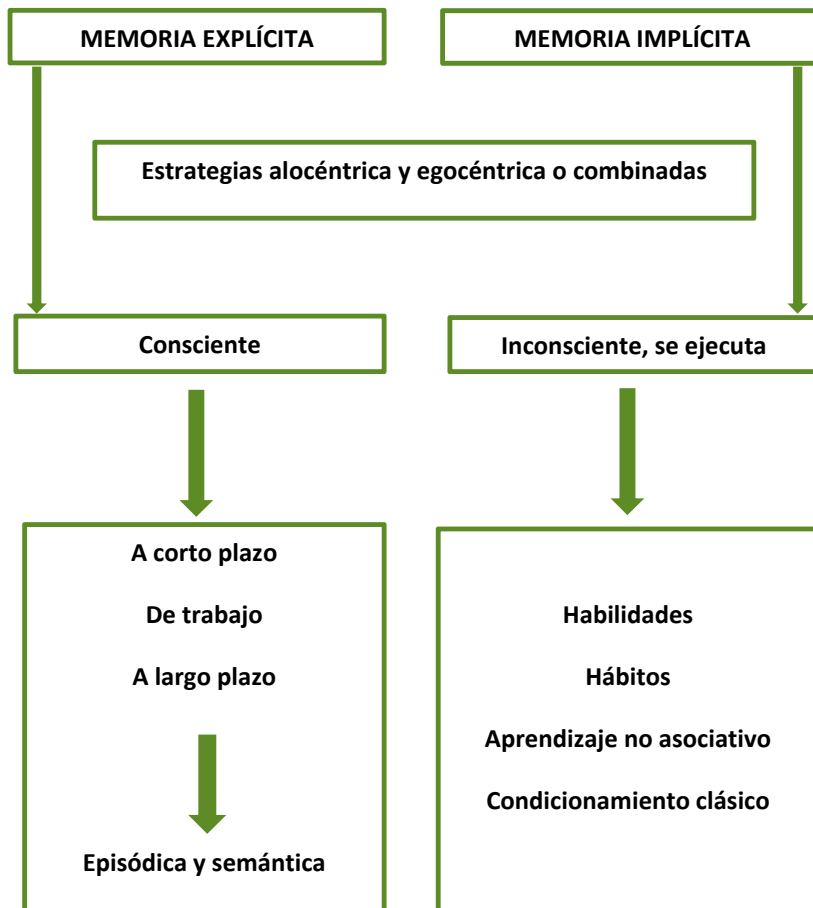 MEMORIA EXPLÍCITA
MEMORIA IMPLÍCITA
Estrategias alocéntrica y egocéntrica o combinadas
Consciente
Inconsciente, se ejecuta
A corto plazo
De trabajo
A largo plazo
Episódica y semántica
Habilidades
Hábitos
Aprendizaje no asociativo
Condicionamiento clásico